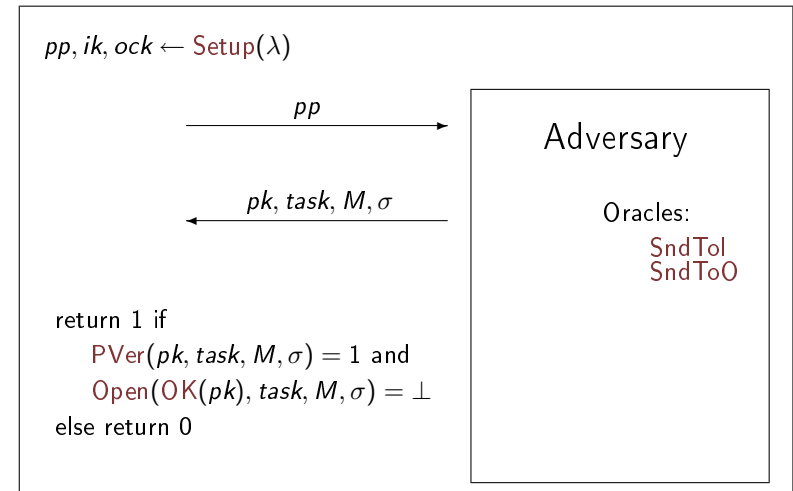 pp, ik, ock ← Setup(λ)
pp
Adversary
pk, task, M, σ
Oracles:
SndToI
SndToO
return 1 if
PVer(pk, task, M, σ) = 1 and
Open(OK(pk), task, M, σ) = ⊥
else return 0